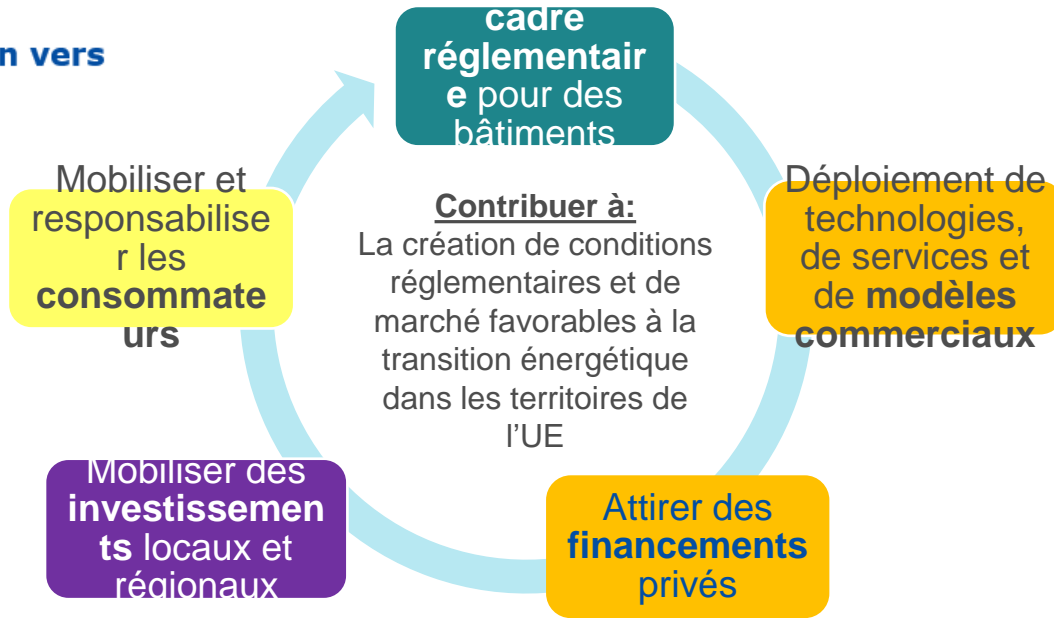 n vers
cadre
réglementair
e pour des
bâtiments
Déploiement de
technologies,
de services et
de modèles
commerciaux
Attirer des
financements
privés
Mobiliser des
investissemen
ts locaux et
régionaux
Mobiliser et
responsabilise
r les
consommate
urs
Contribuer à:
La création de conditions
réglementaires et de
marché favorables à la
transition énergétique
dans les territoires de
l’UE